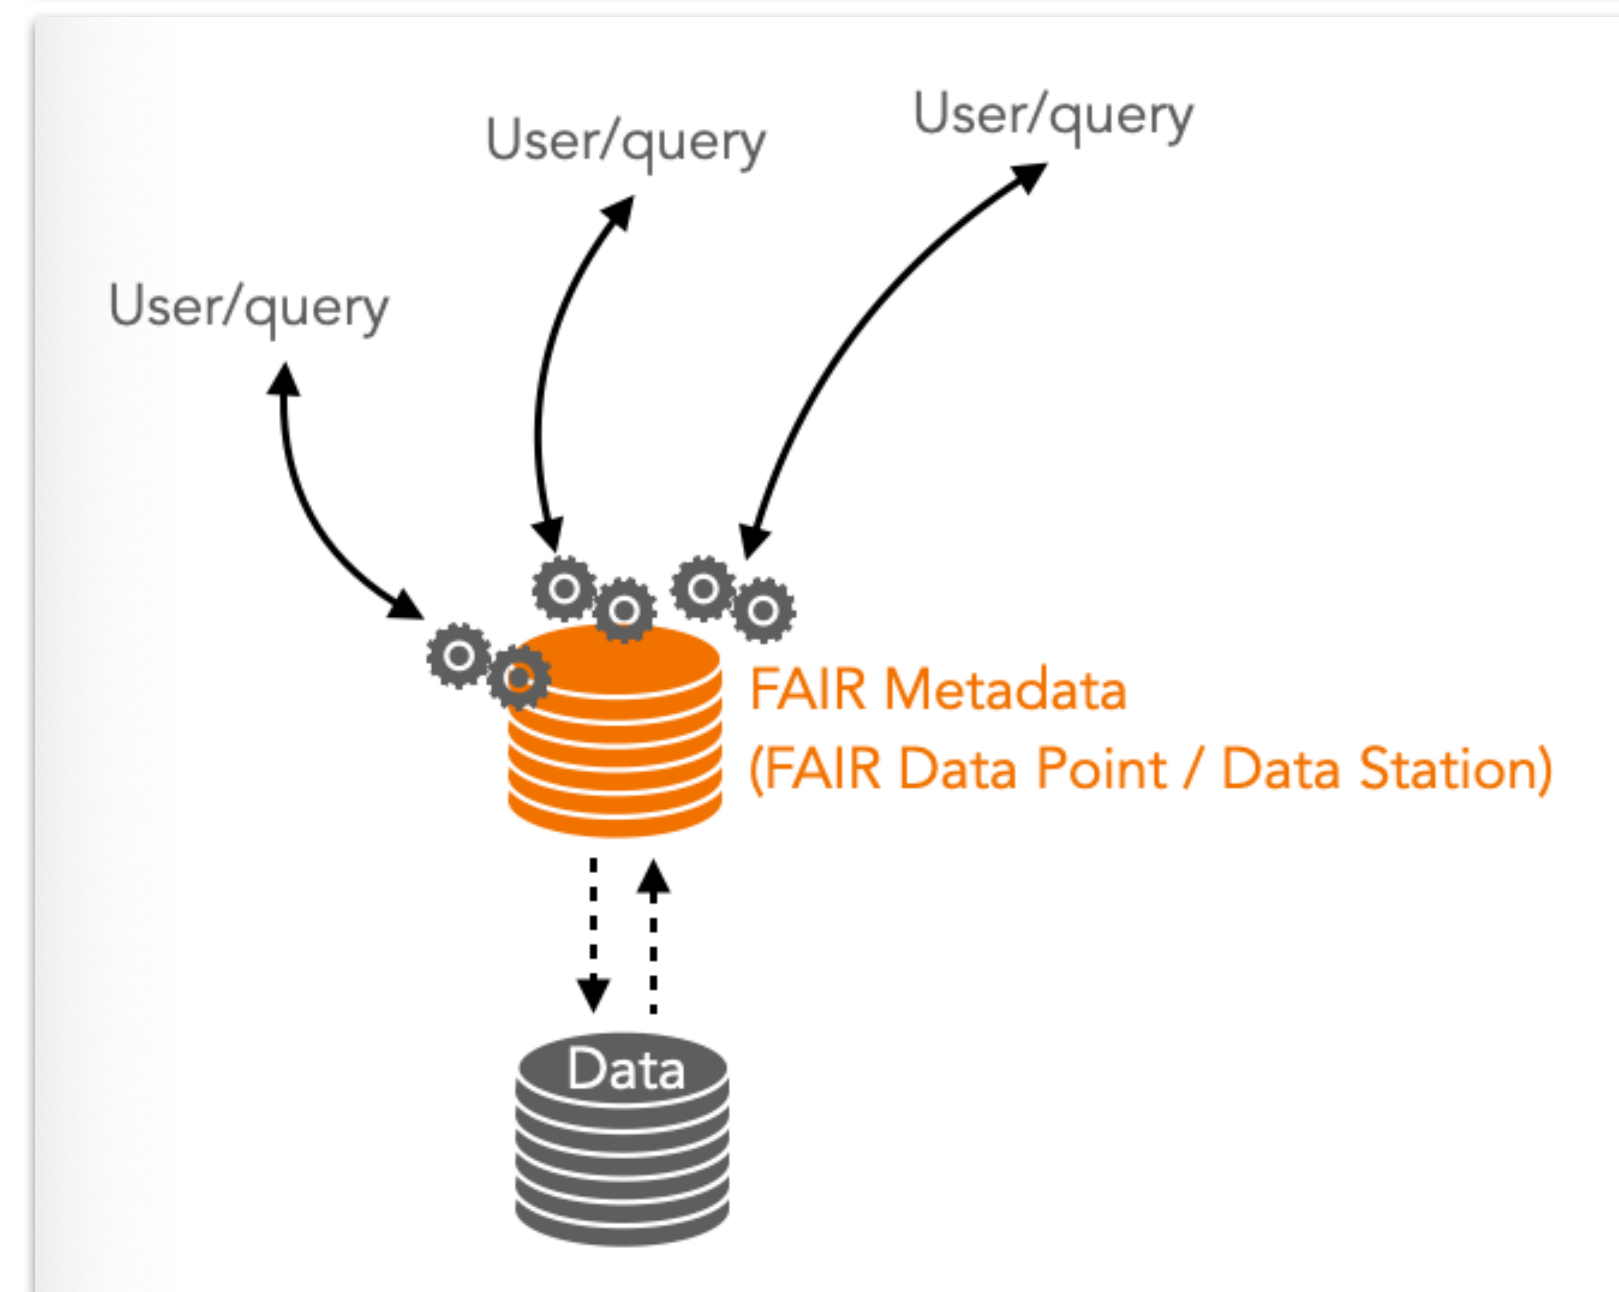 User/query
User/query
User/query
FAIR Metadata
(FAIR Data Point / Data Station)
Data